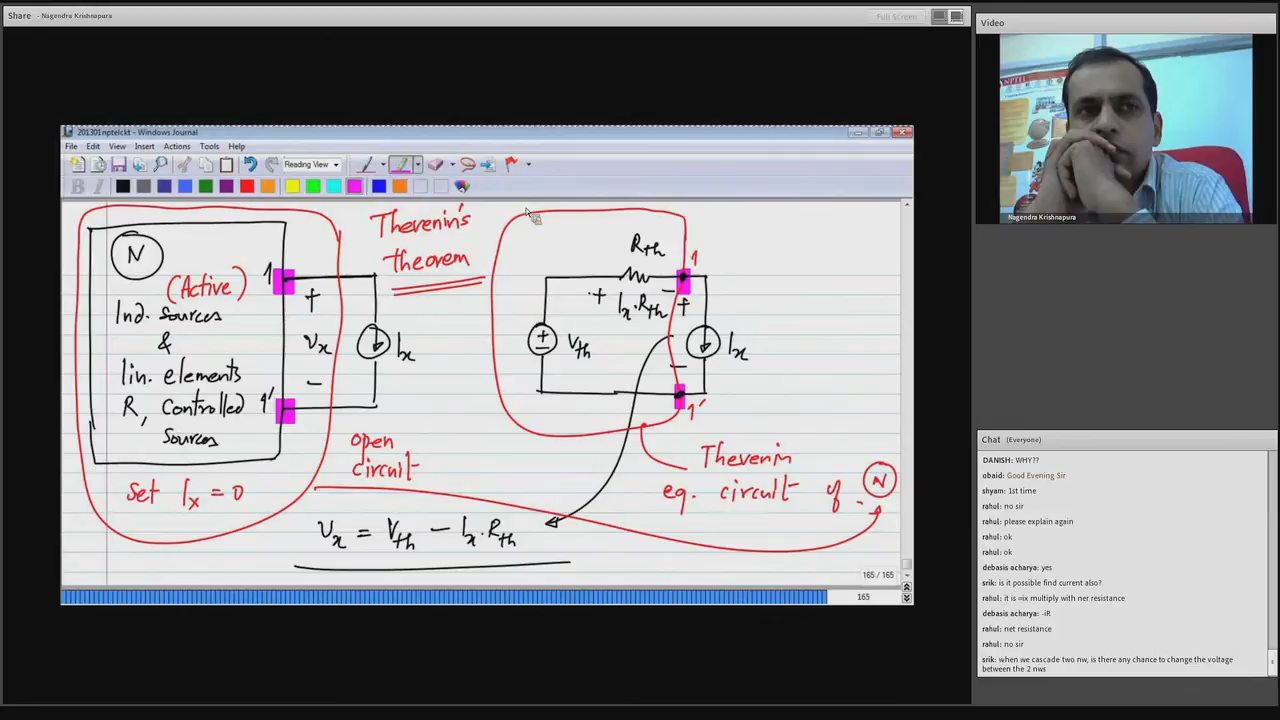 Share - Nagendra Krishnapura
Full Screen
Video
NPTEL
Nagendra Krishnapura
201301nptelckt - Windows Journal
File Edit View Insert Actions Tools Help
Reading View
B I
N
(Active)
Ind. sources
&
lin. elements
R, Controlled
Sources
Set Ix = 0
1
+
vx
-
1'
Ix
Thevenin's
theorem
open
circuit
Rth
1
+ Ix.Rth -
+
Vth
+
-
Ix
1'
Thevenin
eq. circuit of N
vx = Vth - Ix.Rth
165 / 165
165
Chat (Everyone)
DANISH: WHY??
obaid: Good Evening Sir
shyam: 1st time
rahul: no sir
rahul: please explain again
rahul: ok
rahul: ok
debasis acharya: yes
srik: is it possible find current also?
rahul: it is =ix multiply with ner resistance
debasis acharya: -iR
rahul: net resistance
rahul: no sir
srik: when we cascade two nw, is there any chance to change the voltage
between the 2 nws